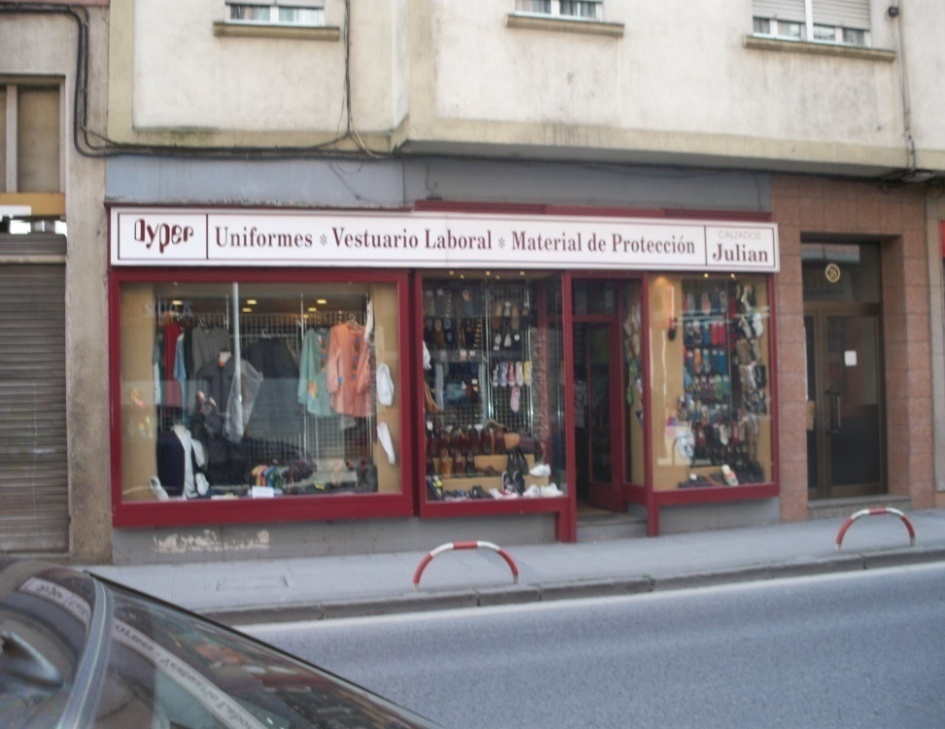 Dyper
Uniformes * Vestuario Laboral * Material de Protección
CALZADOS
Julian